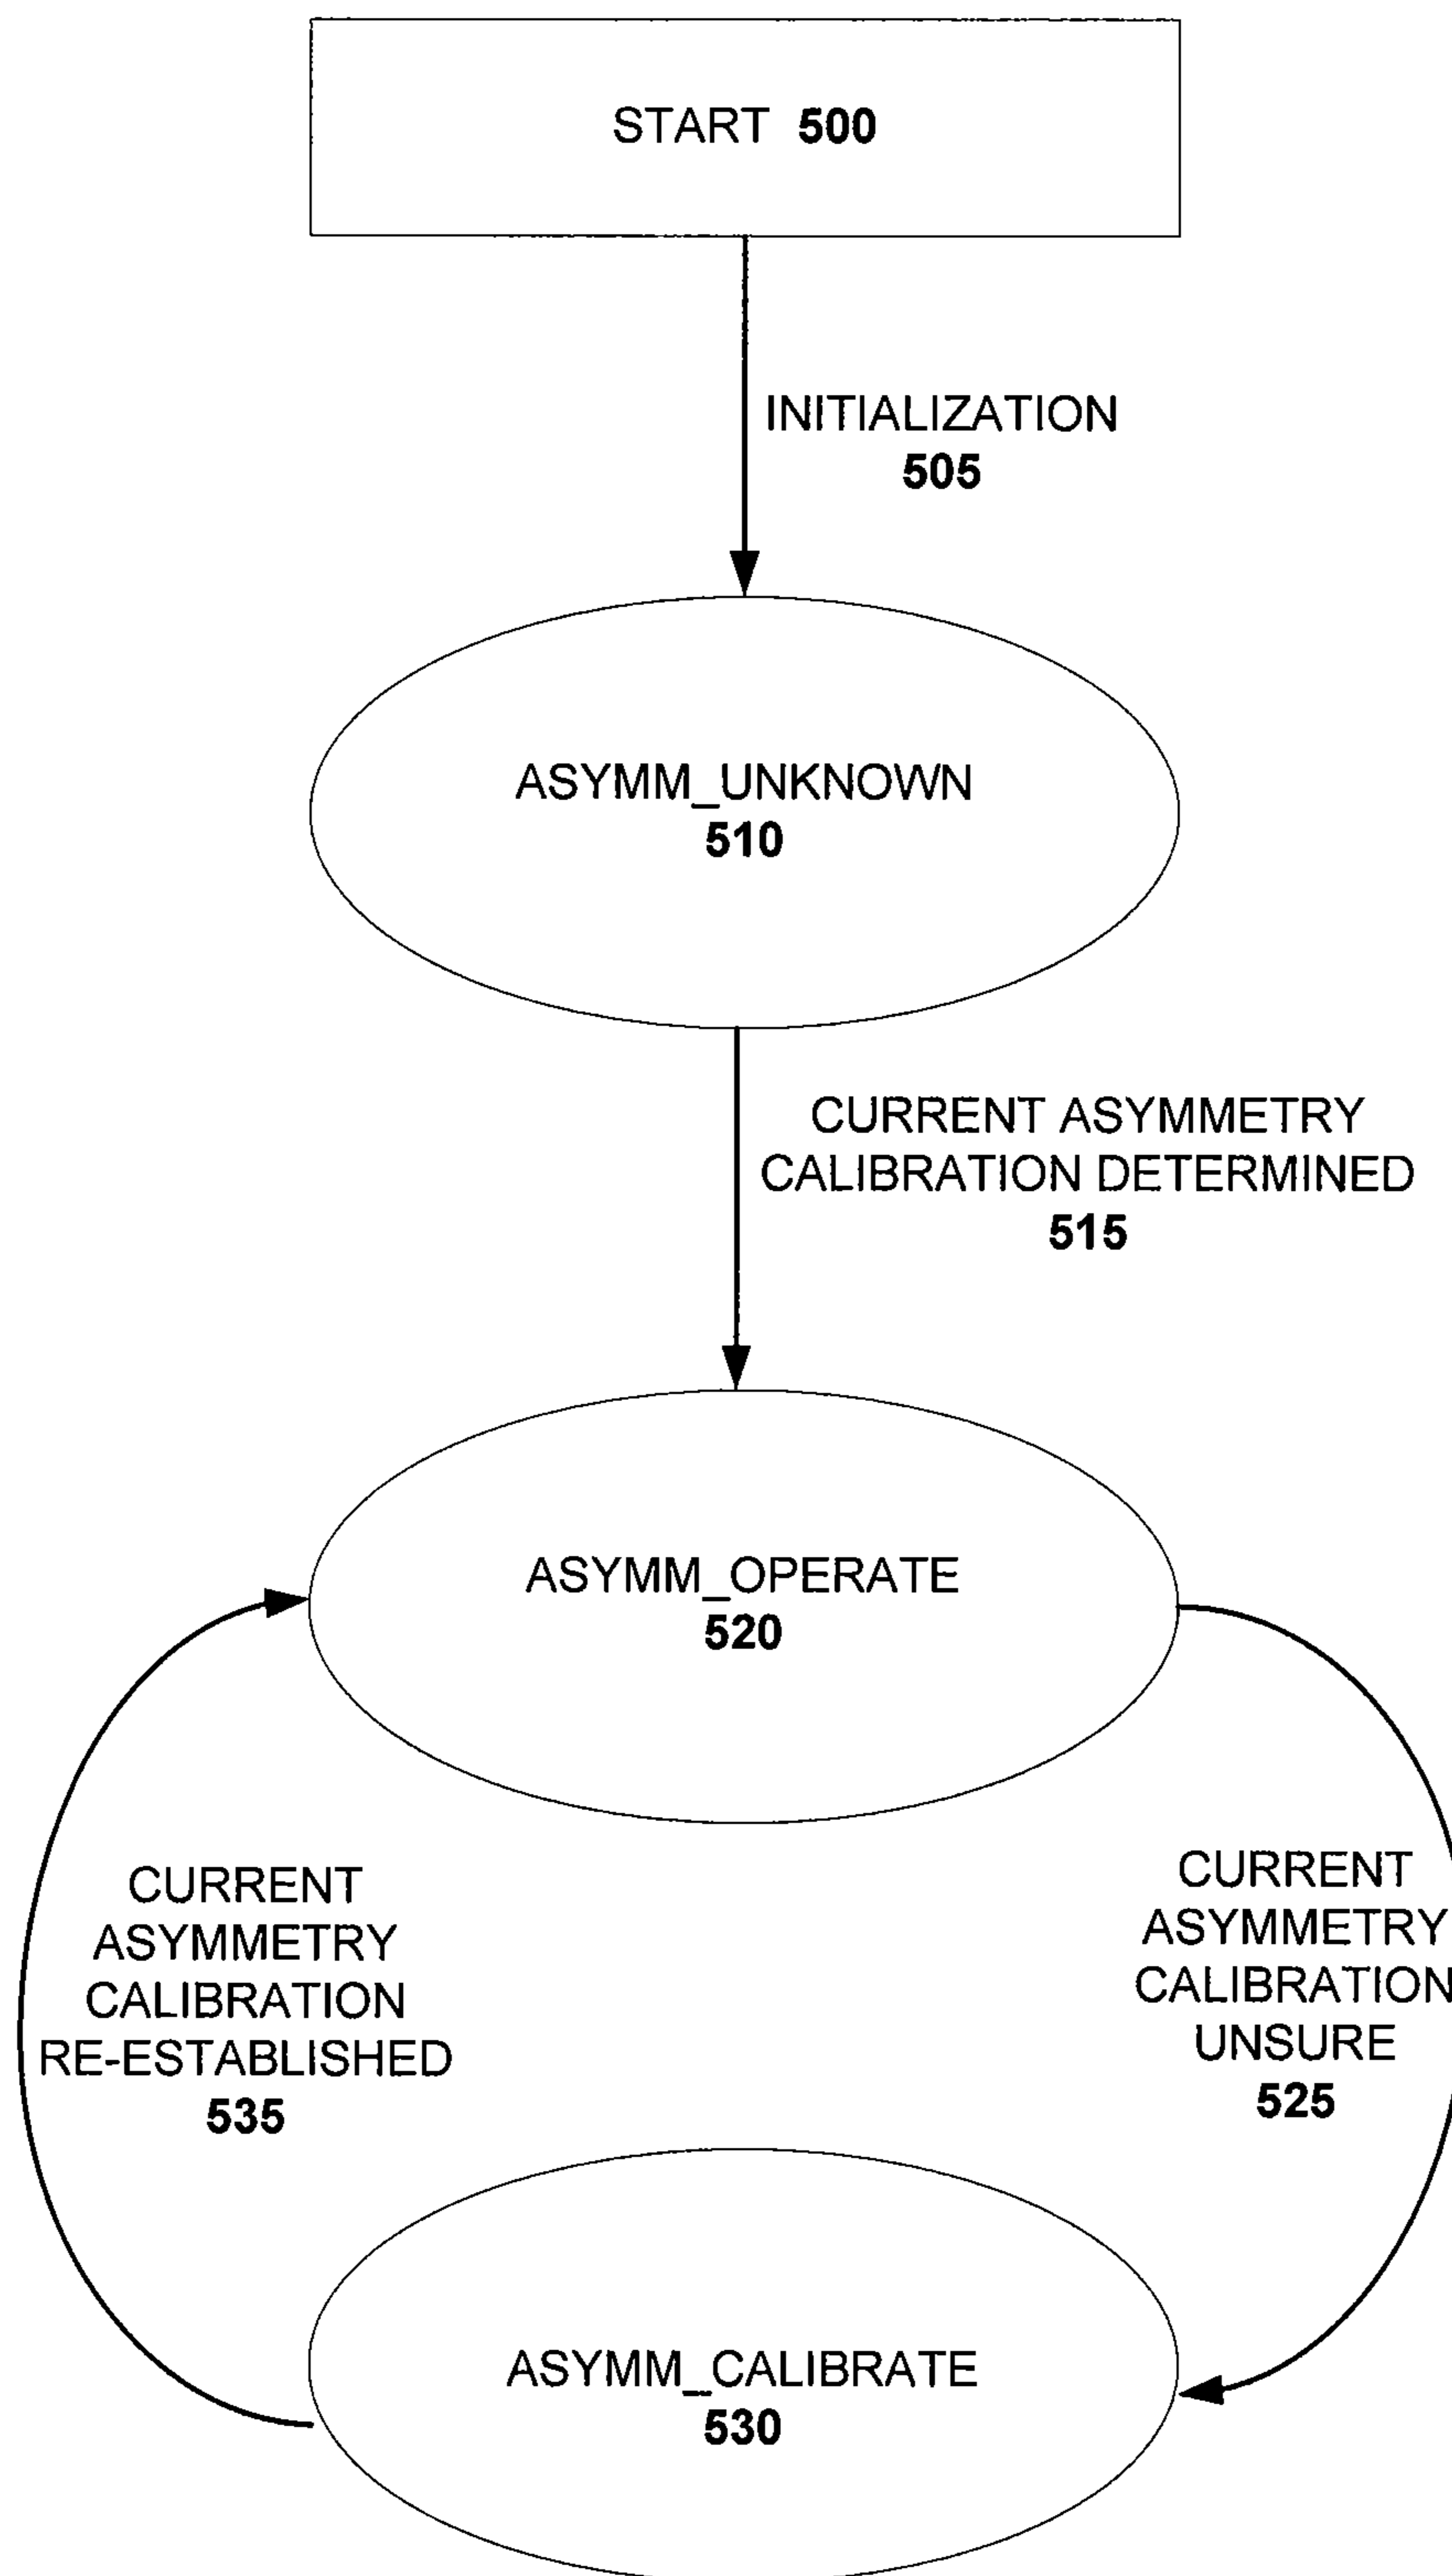 START 500
INITIALIZATION
505
ASYMM_UNKNOWN
510
CURRENT ASYMMETRY
CALIBRATION DETERMINED
515
ASYMM_OPERATE
520
CURRENT
ASYMMETRY
CALIBRATION
RE-ESTABLISHED
535
CURRENT
ASYMMETRY
CALIBRATION
UNSURE
525
ASYMM_CALIBRATE
530